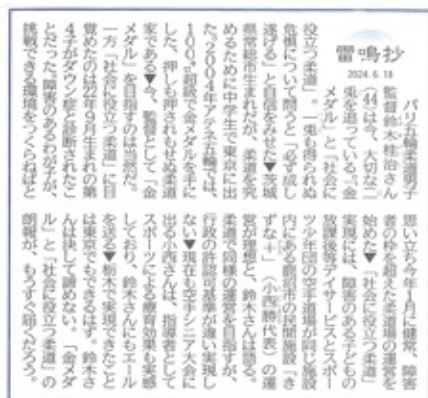 雷鳴抄
2024.6.18
パリ五輪柔道男子
監督鈴木桂治さん
(44)は今、大切な二
兎を追っている。「金
メダル」と「社会に
役立つ柔道」。一兎も得られぬ
危惧について問うと「必ず成し
遂げる」と自信をみせた▼茨城
県常総市生まれだが、柔道を究
めるために中学生で東京に出
た。2004年アテネ五輪では、
100㌔超級で金メダルを手に
した、押しも押されもせぬ柔道
家である▼今、監督として「金
メダル」を目指すのは当然だ。
一方「社会に役立つ柔道」に目
覚めたのは22年9月生まれの第
4子がダウン症と診断されたこ
とだった。障害のあるわが子が、
挑戦できる環境をつくらねばと
思い立ち今年1月に健常、障害
者の枠を超えた柔道場の運営を
始めた▼「社会に役立つ柔道」
実現には、障害のある子どもの
放課後等デイサービスとスポー
ツ少年団の空手道場が同じ施設
内にある鹿沼市の民間施設「き
ずな+」(小西勝代表)の運
営が理想と、鈴木さんは語る。
柔道で同様の運営を目指すが、
行政の許認可基準が違い実現し
ない▼現在も空手シニア大会に
出る小西さんは、指導者として
スポーツによる療育効果も実感
しており、鈴木さんにもエール
を送る▼栃木で実現できたこと
は東京でもできるはず。鈴木さ
んは決して諦めない。「金メダ
ル」と「社会に役立つ柔道」の
朗報が、もうすぐ届くだろう。